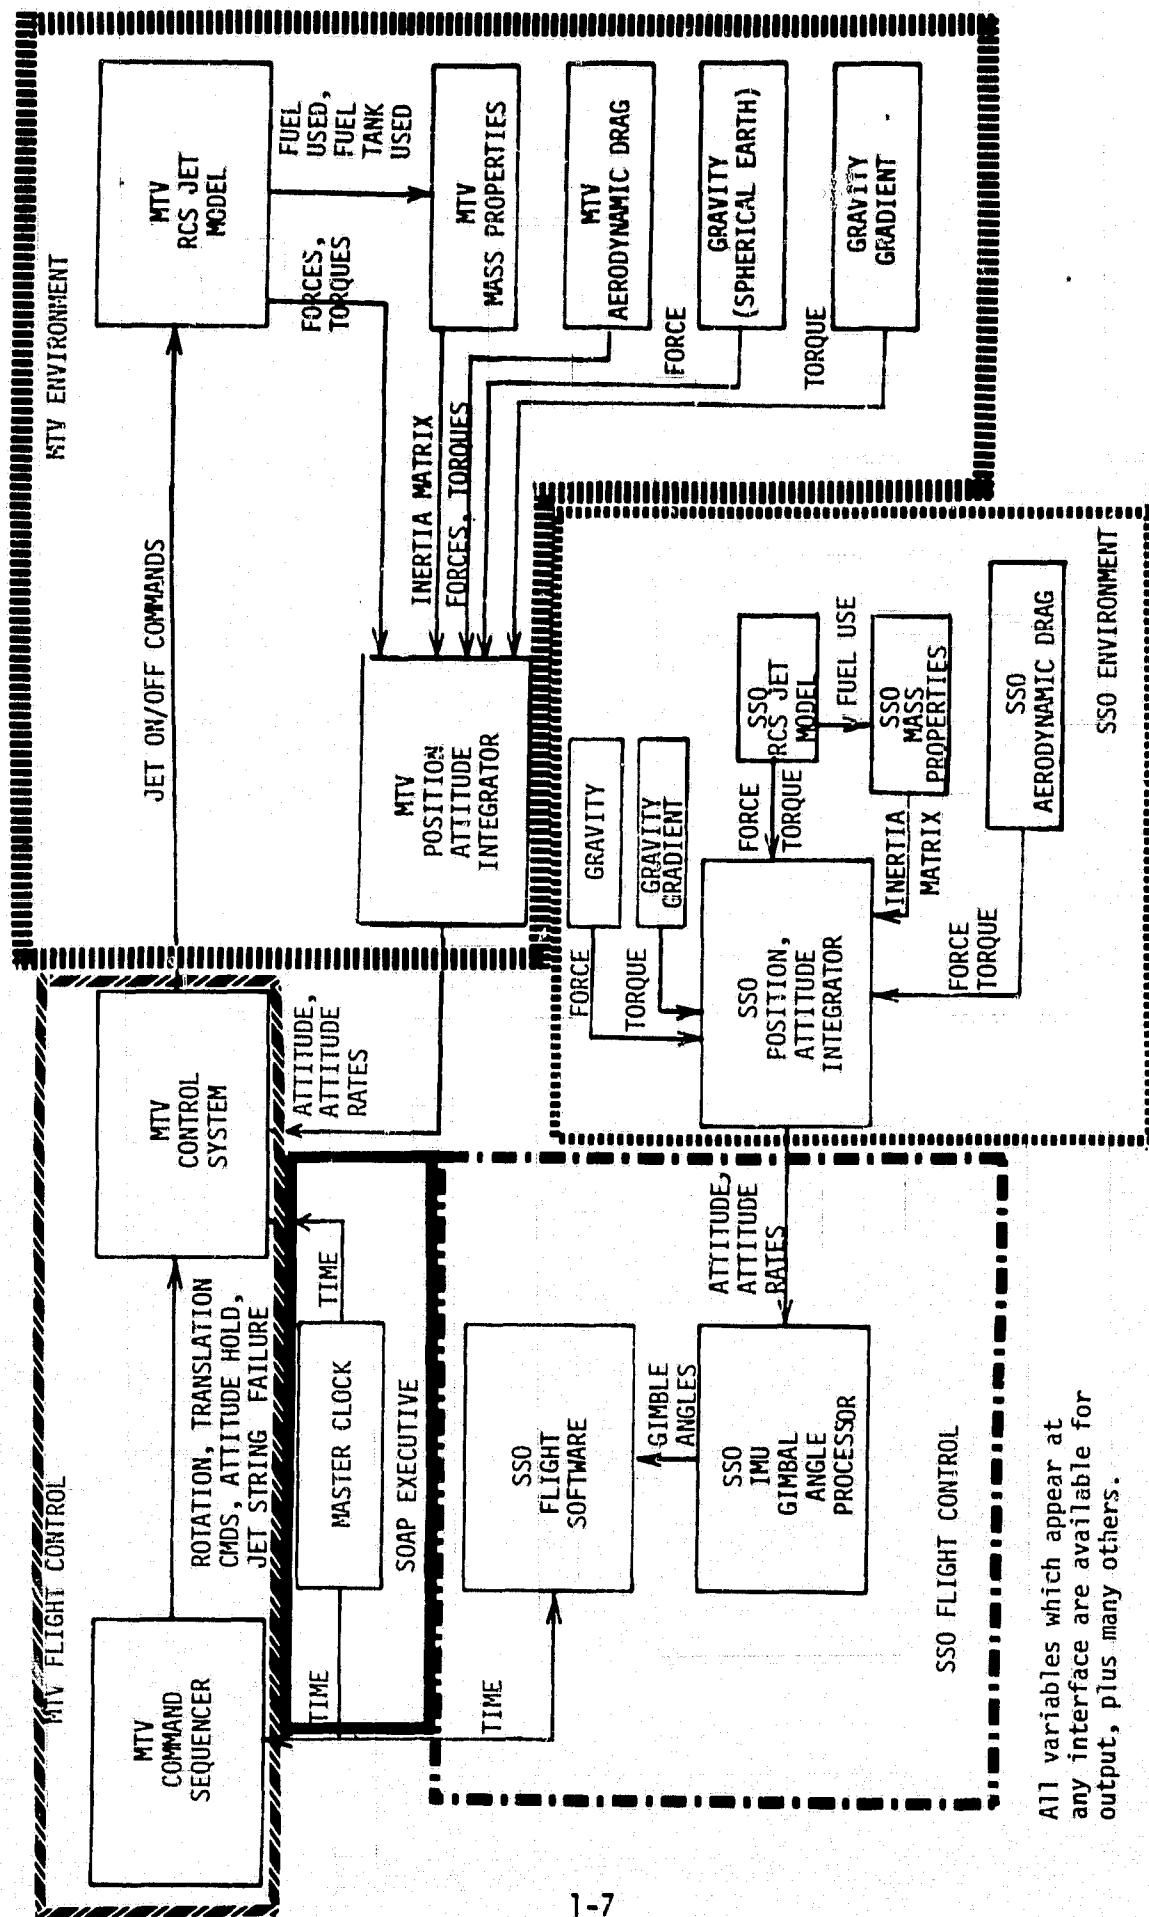 MTV FLIGHT CONTROL
MTV
COMMAND
SEQUENCER
ROTATION, TRANSLATION
CMDS, ATTITUDE HOLD,
JET STRING FAILURE
MTV
CONTROL
SYSTEM
JET ON/OFF COMMANDS
MTV ENVIRONMENT
MTV
RCS JET
MODEL
FORCES,
TORQUES
FUEL
USED,
FUEL
TANK
USED
ATTITUDE,
ATTITUDE
RATES
MTV
POSITION
ATTITUDE
INTEGRATOR
INERTIA MATRIX
FORCES, TORQUES
MTV
MASS PROPERTIES
MTV
AERODYNAMIC DRAG
FORCE
GRAVITY
(SPHERICAL EARTH)
TORQUE
GRAVITY
GRADIENT
TIME
MASTER CLOCK
TIME
SOAP EXECUTIVE
TIME
SSO
FLIGHT
SOFTWARE
GIMBLE
ANGLES
SSO
IMU
GIMBAL
ANGLE
PROCESSOR
ATTITUDE,
ATTITUDE
RATES
SSO FLIGHT CONTROL
FORCE
GRAVITY
TORQUE
GRAVITY
GRADIENT
SSO
POSITION,
ATTITUDE
INTEGRATOR
FORCE
TORQUE
SSO
RCS JET
MODEL
FUEL USE
INERTIA
MATRIX
SSO
MASS
PROPERTIES
FORCE
TORQUE
SSO
AERODYNAMIC DRAG
SSO ENVIRONMENT
All variables which appear at
any interface are available for
output, plus many others.
1-7